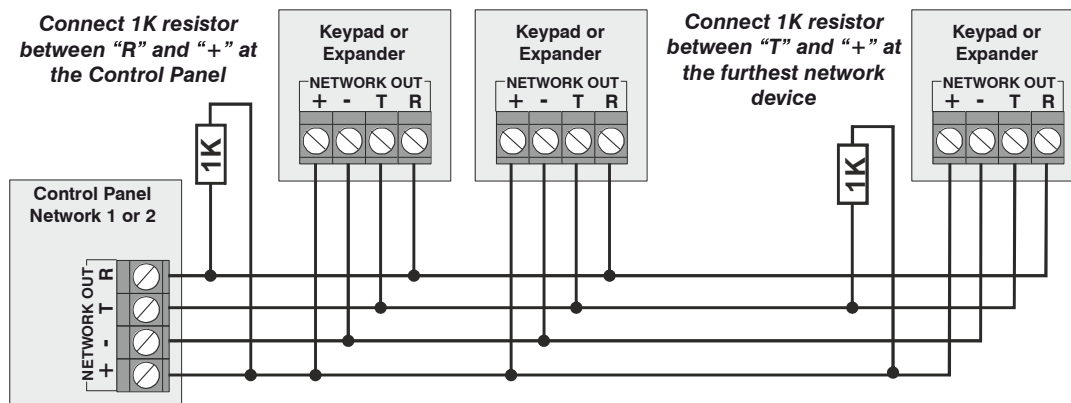 Connect 1K resistor
between “R” and “+” at
the Control Panel
Keypad or
Expander
NETWORK OUT
+ - T R
Keypad or
Expander
NETWORK OUT
+ - T R
Connect 1K resistor
between “T” and “+” at
the furthest network
device
Keypad or
Expander
NETWORK OUT
+ - T R
1K
1K
Control Panel
Network 1 or 2
NETWORK OUT
R
T
-
+